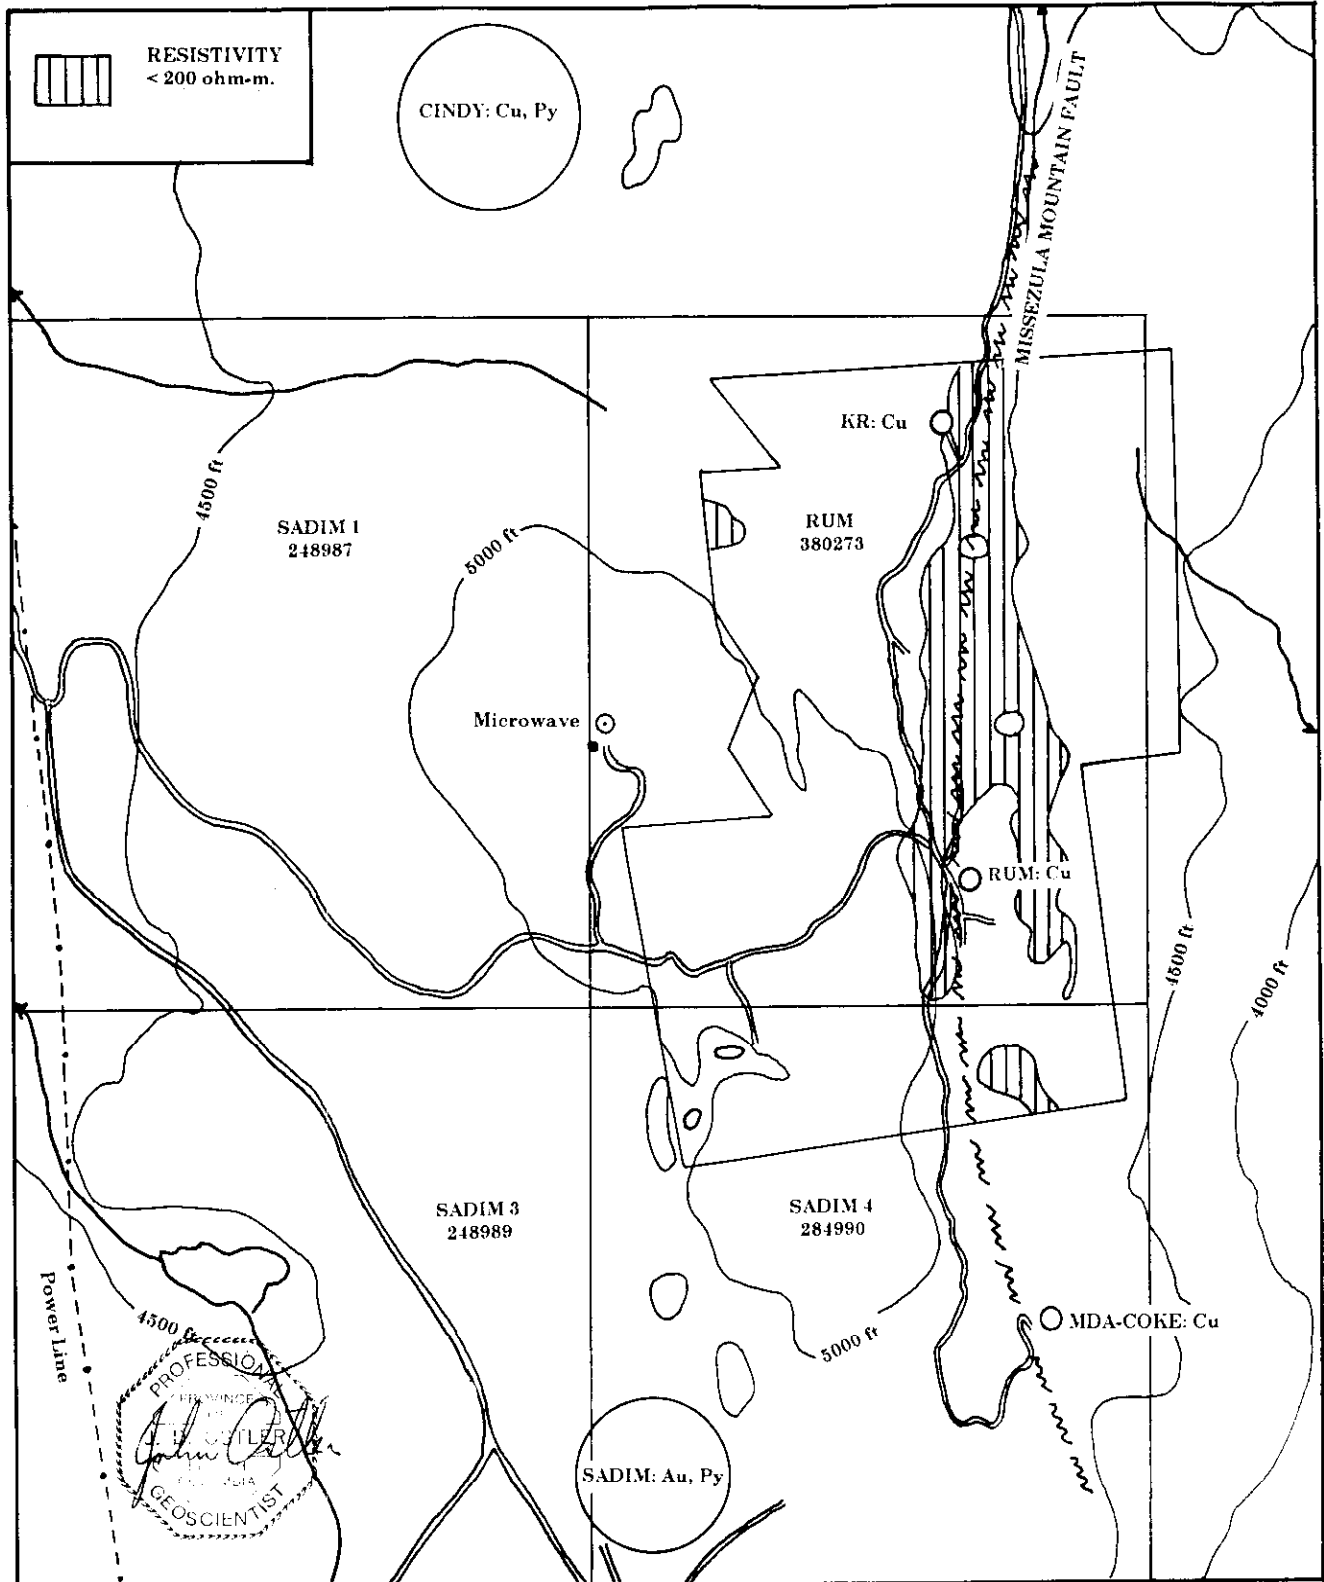 RESISTIVITY
< 200 ohm-m.
CINDY: Cu, Py
MISSEZULA MOUNTAIN FAULT
KR: Cu
4500 ft
SADIM 1
248987
5000 ft
RUM
380273
Microwave
RUM: Cu
4500 ft
4000 ft
SADIM 3
248989
SADIM 4
284990
Power Line
4500 ft
5000 ft
MDA-COKE: Cu
PROFESSIONAL
PROVINCE
GEOSCIENTIST
SADIM: Au, Py